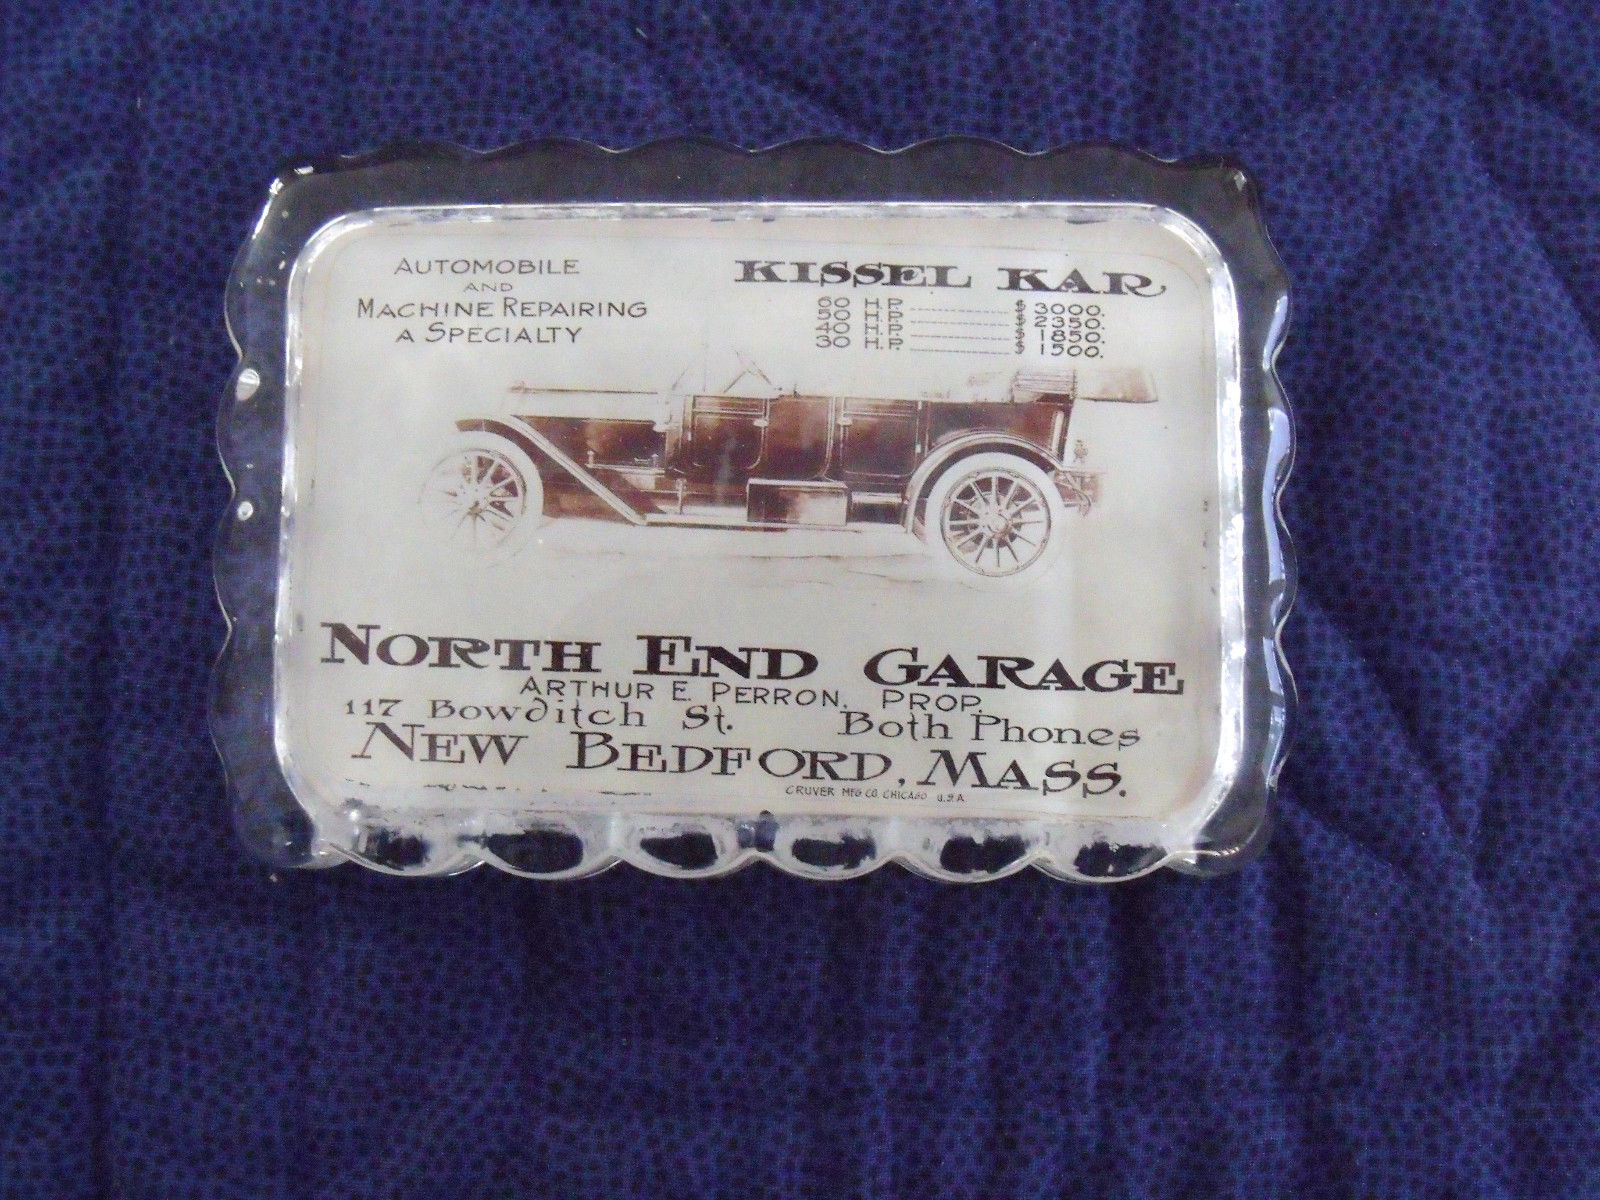 AUTOMOBILE
AND
MACHINE REPAIRING
A SPECIALTY
KISSEL KAR
60 H.P. $3000.
50 H.P. $2350.
40 H.P. $1850.
30 H.P. $1500.
NORTH END GARAGE
ARTHUR E. PERRON, PROP.
117 Bowditch St. Both Phones
NEW BEDFORD, MASS.
CRUVER MFG CO. CHICAGO U.S.A.